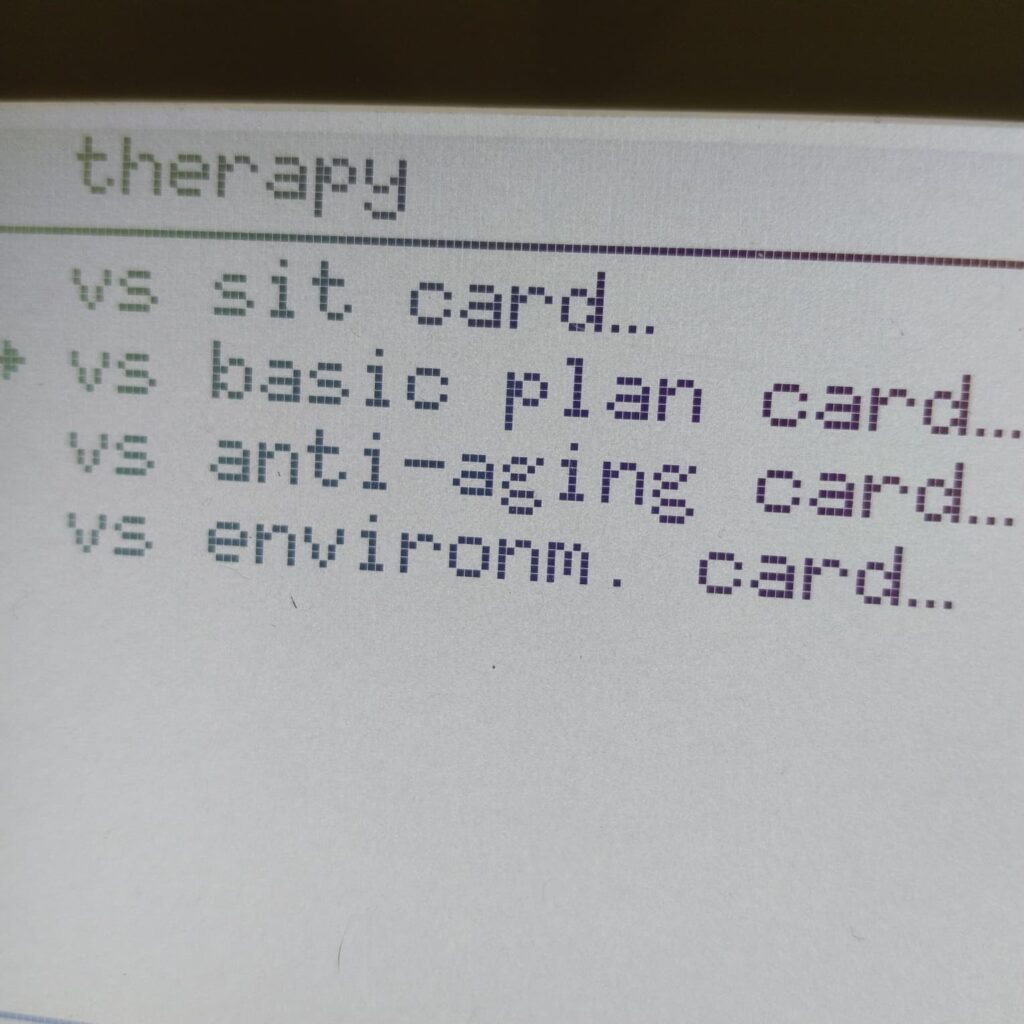 therapy
vs sit card…
vs basic plan card…
vs anti-aging card…
vs environm. card…